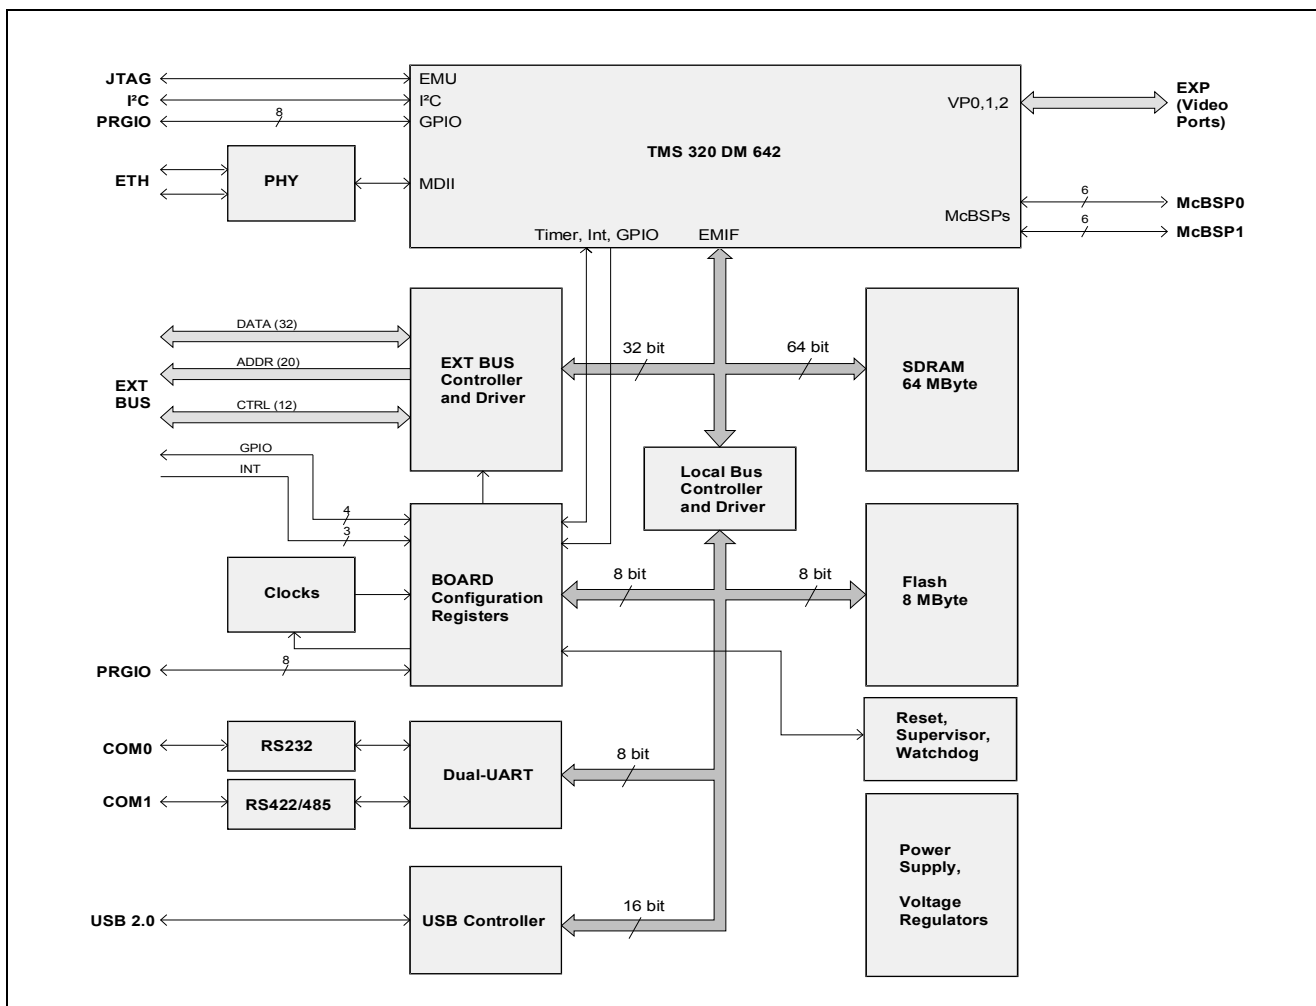 JTAG
EMU
I²C
I²C
PRGIO
8
GPIO
VP0,1,2
EXP
(Video
Ports)
TMS 320 DM 642
ETH
PHY
MDII
McBSPs
6
McBSP0
6
McBSP1
Timer, Int, GPIO
EMIF
DATA (32)
ADDR (20)
CTRL (12)
EXT
BUS
EXT BUS
Controller
and Driver
32 bit
64 bit
SDRAM
64 MByte
GPIO
INT
4
3
Local Bus
Controller
and Driver
Clocks
BOARD
Configuration
Registers
8 bit
8 bit
Flash
8 MByte
PRGIO
8
Reset,
Supervisor,
Watchdog
COM0
RS232
Dual-UART
8 bit
COM1
RS422/485
Power
Supply,
Voltage
Regulators
USB 2.0
USB Controller
16 bit